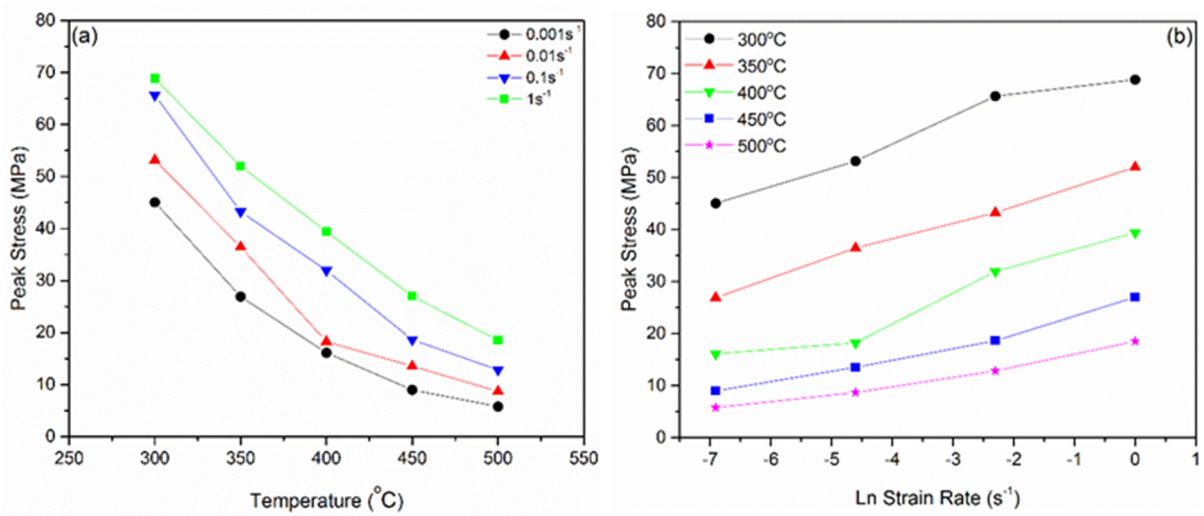 (a)
0.001s⁻¹
0.01s⁻¹
0.1s⁻¹
1s⁻¹
80
70
60
50
40
30
20
10
0
Peak Stress (MPa)
250 300 350 400 450 500 550
Temperature (°C)
(b)
300°C
350°C
400°C
450°C
500°C
80
70
60
50
40
30
20
10
0
Peak Stress (MPa)
-7 -6 -5 -4 -3 -2 -1 0 1
Ln Strain Rate (s⁻¹)